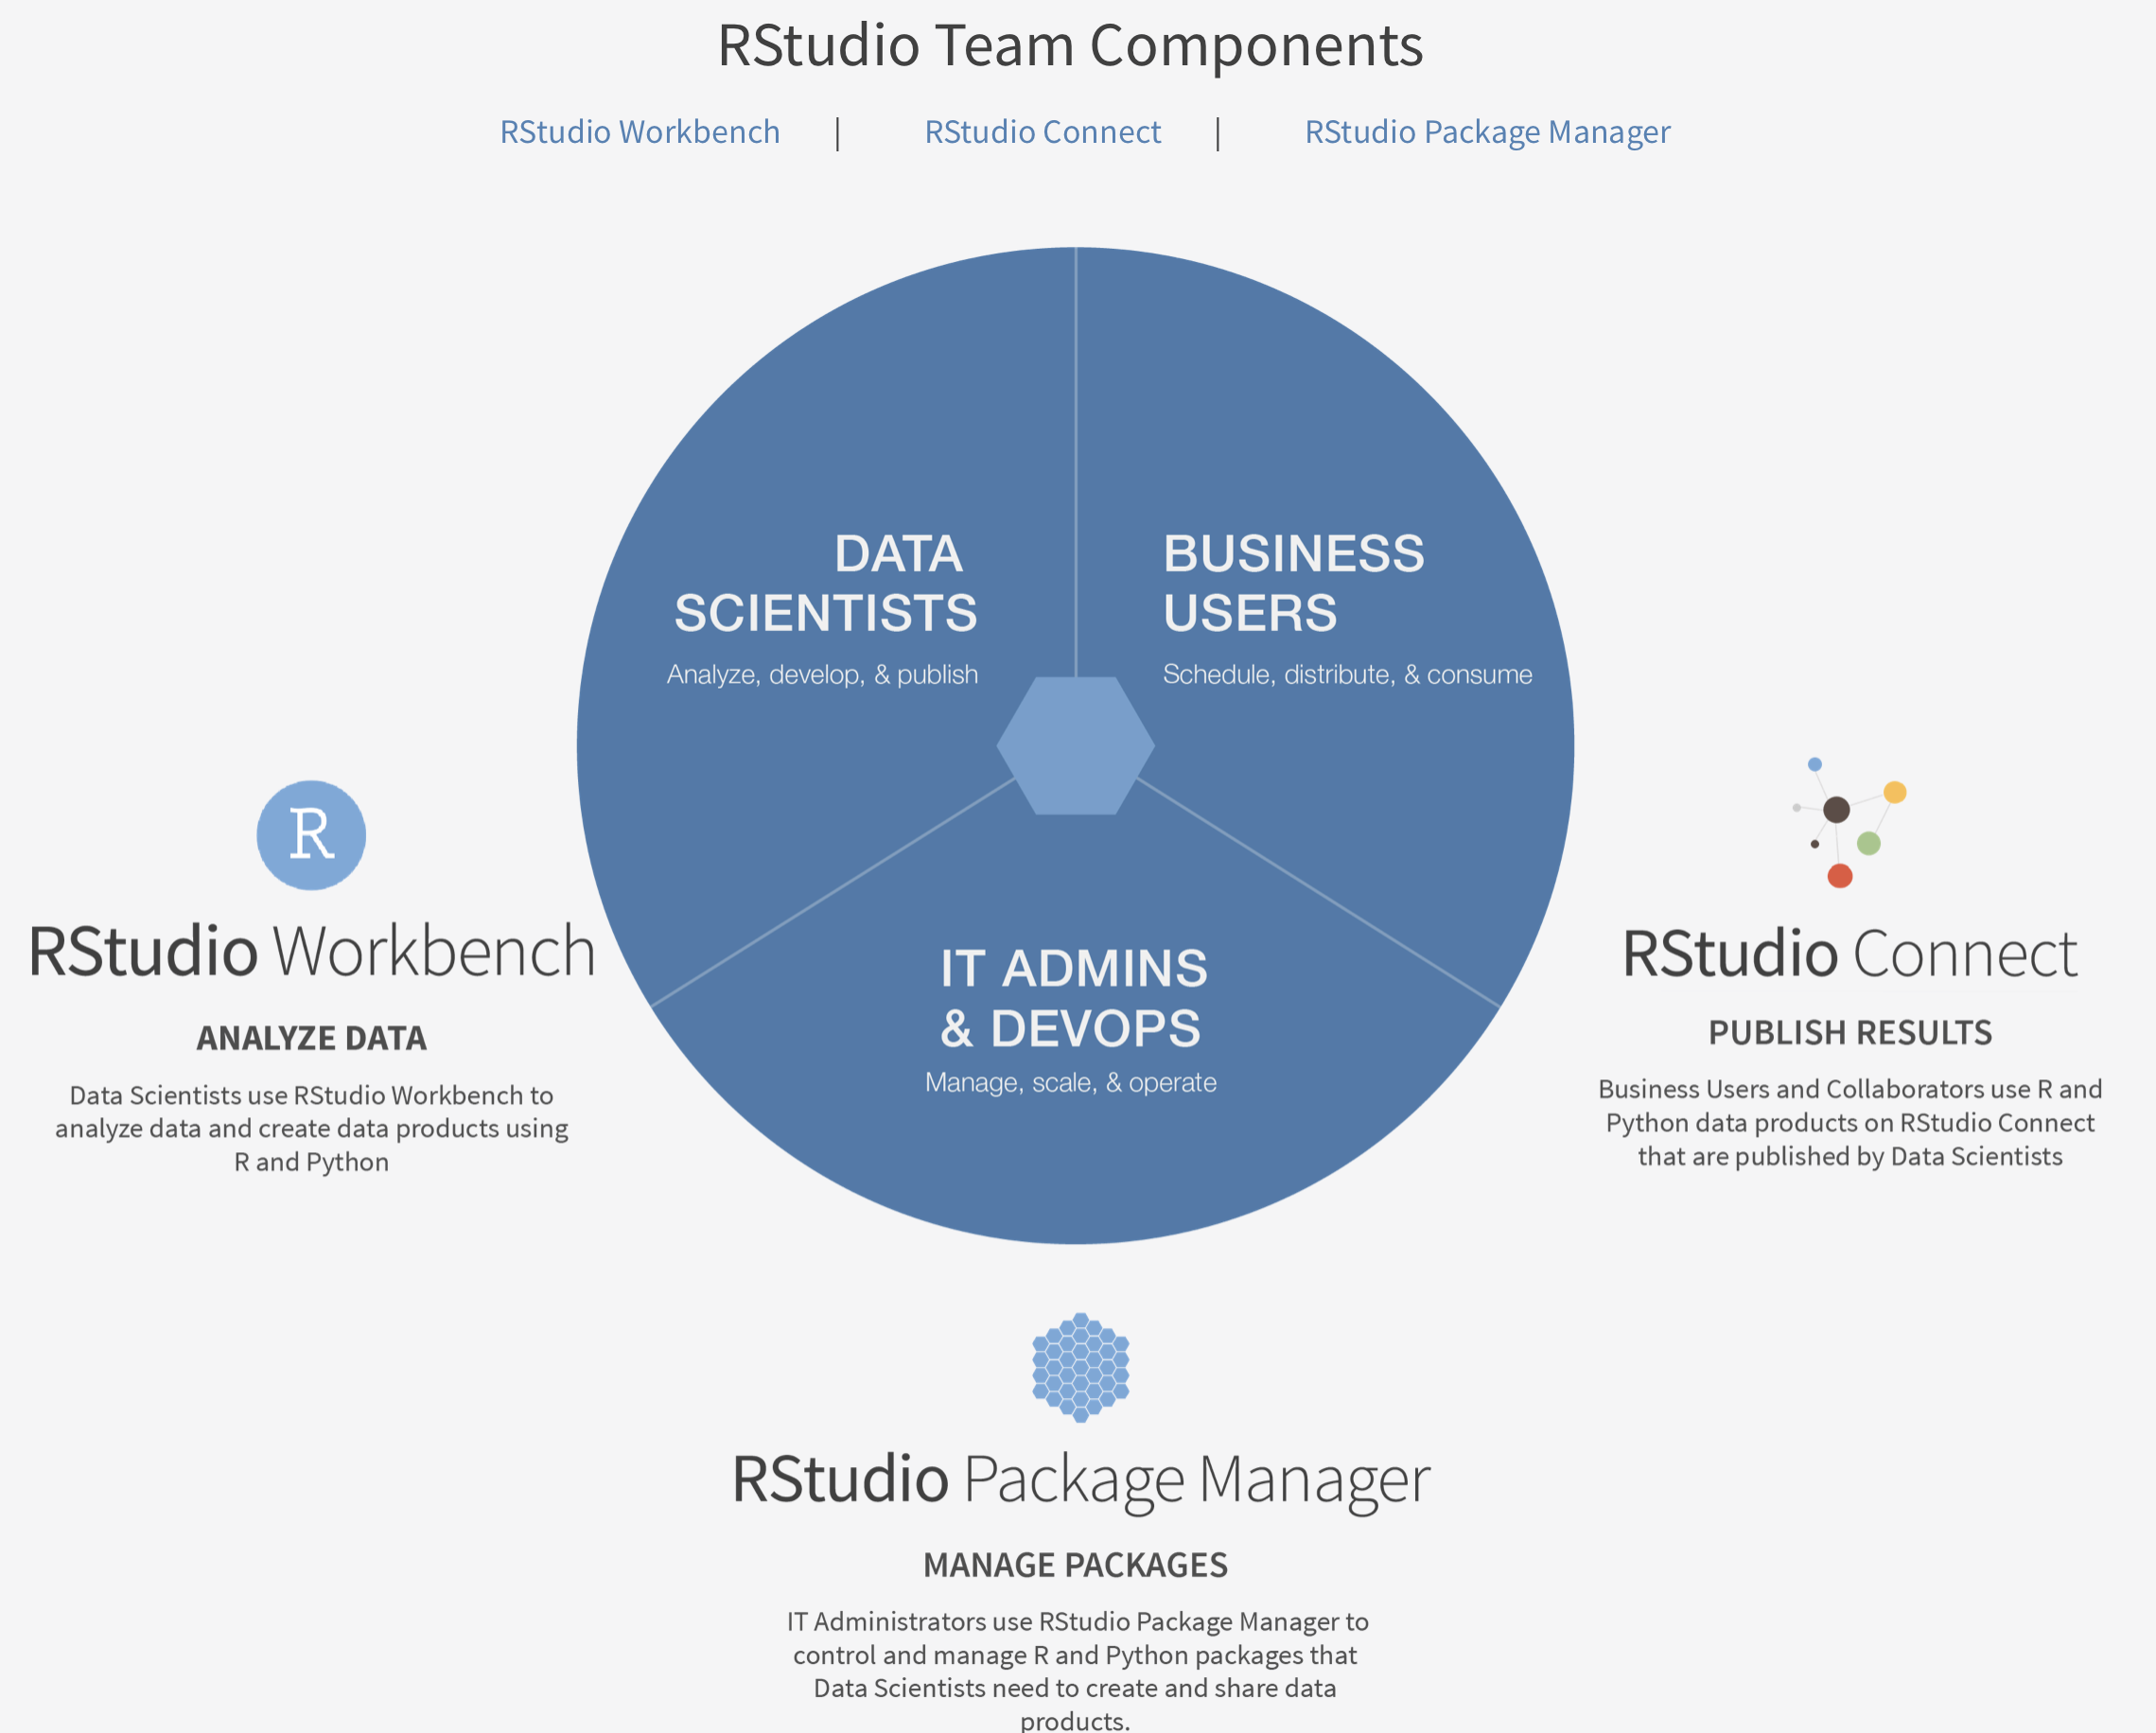 RStudio Team Components
RStudio Workbench | RStudio Connect | RStudio Package Manager
DATA
SCIENTISTS
Analyze, develop, & publish
BUSINESS
USERS
Schedule, distribute, & consume
IT ADMINS
& DEVOPS
Manage, scale, & operate
R
RStudio Workbench
ANALYZE DATA
Data Scientists use RStudio Workbench to
analyze data and create data products using
R and Python
RStudio Connect
PUBLISH RESULTS
Business Users and Collaborators use R and
Python data products on RStudio Connect
that are published by Data Scientists
RStudio Package Manager
MANAGE PACKAGES
IT Administrators use RStudio Package Manager to
control and manage R and Python packages that
Data Scientists need to create and share data
products.